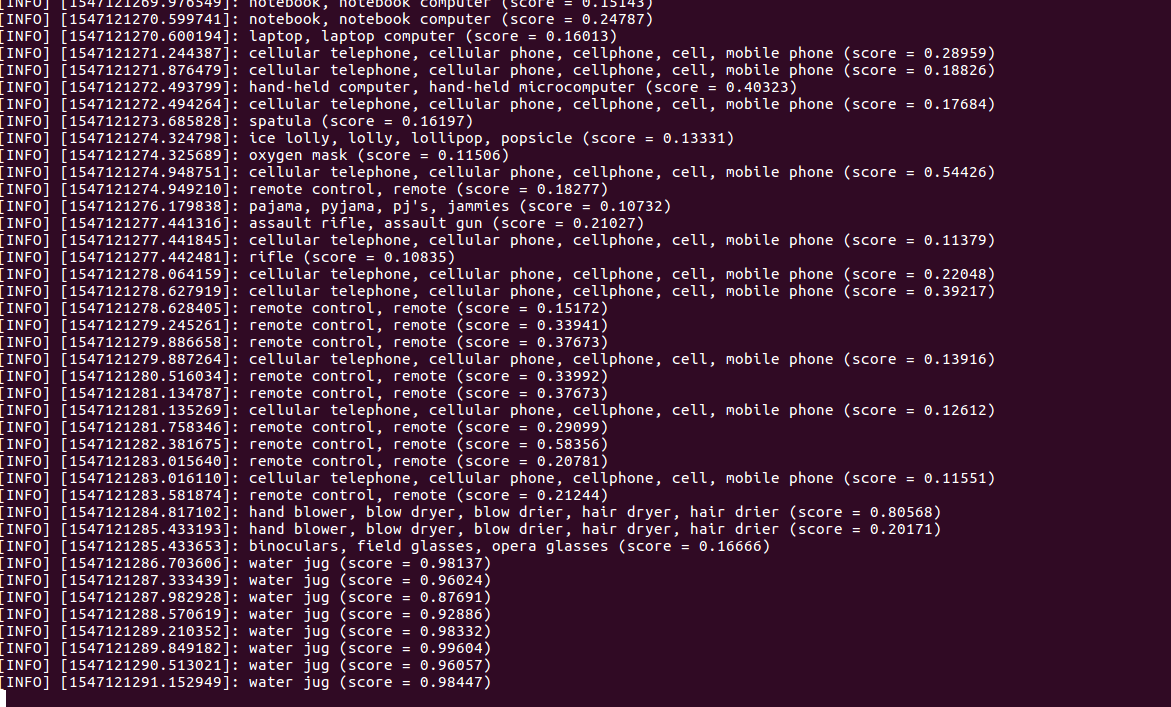 [INFO] [1547121269.976549]: notebook, notebook computer (score = 0.15143)
[INFO] [1547121270.599741]: notebook, notebook computer (score = 0.24787)
[INFO] [1547121270.600194]: laptop, laptop computer (score = 0.16013)
[INFO] [1547121271.244387]: cellular telephone, cellular phone, cellphone, cell, mobile phone (score = 0.28959)
[INFO] [1547121271.876479]: cellular telephone, cellular phone, cellphone, cell, mobile phone (score = 0.18826)
[INFO] [1547121272.493799]: hand-held computer, hand-held microcomputer (score = 0.40323)
[INFO] [1547121272.494264]: cellular telephone, cellular phone, cellphone, cell, mobile phone (score = 0.17684)
[INFO] [1547121273.685828]: spatula (score = 0.16197)
[INFO] [1547121274.324798]: ice lolly, lolly, lollipop, popsicle (score = 0.13331)
[INFO] [1547121274.325689]: oxygen mask (score = 0.11506)
[INFO] [1547121274.948751]: cellular telephone, cellular phone, cellphone, cell, mobile phone (score = 0.54426)
[INFO] [1547121274.949210]: remote control, remote (score = 0.18277)
[INFO] [1547121276.179838]: pajama, pyjama, pj's, jammies (score = 0.10732)
[INFO] [1547121277.441316]: assault rifle, assault gun (score = 0.21027)
[INFO] [1547121277.441845]: cellular telephone, cellular phone, cellphone, cell, mobile phone (score = 0.11379)
[INFO] [1547121277.442481]: rifle (score = 0.10835)
[INFO] [1547121278.064159]: cellular telephone, cellular phone, cellphone, cell, mobile phone (score = 0.22048)
[INFO] [1547121278.627919]: cellular telephone, cellular phone, cellphone, cell, mobile phone (score = 0.39217)
[INFO] [1547121278.628405]: remote control, remote (score = 0.15172)
[INFO] [1547121279.245261]: remote control, remote (score = 0.33941)
[INFO] [1547121279.886658]: remote control, remote (score = 0.37673)
[INFO] [1547121279.887264]: cellular telephone, cellular phone, cellphone, cell, mobile phone (score = 0.13916)
[INFO] [1547121280.516034]: remote control, remote (score = 0.33992)
[INFO] [1547121281.134787]: remote control, remote (score = 0.37673)
[INFO] [1547121281.135269]: cellular telephone, cellular phone, cellphone, cell, mobile phone (score = 0.12612)
[INFO] [1547121281.758346]: remote control, remote (score = 0.29099)
[INFO] [1547121282.381675]: remote control, remote (score = 0.58356)
[INFO] [1547121283.015640]: remote control, remote (score = 0.20781)
[INFO] [1547121283.016110]: cellular telephone, cellular phone, cellphone, cell, mobile phone (score = 0.11551)
[INFO] [1547121283.581874]: remote control, remote (score = 0.21244)
[INFO] [1547121284.817102]: hand blower, blow dryer, blow drier, hair dryer, hair drier (score = 0.80568)
[INFO] [1547121285.433193]: hand blower, blow dryer, blow drier, hair dryer, hair drier (score = 0.20171)
[INFO] [1547121285.433653]: binoculars, field glasses, opera glasses (score = 0.16666)
[INFO] [1547121286.703606]: water jug (score = 0.98137)
[INFO] [1547121287.333439]: water jug (score = 0.96024)
[INFO] [1547121287.982928]: water jug (score = 0.87691)
[INFO] [1547121288.570619]: water jug (score = 0.92886)
[INFO] [1547121289.210352]: water jug (score = 0.98332)
[INFO] [1547121289.849182]: water jug (score = 0.99604)
[INFO] [1547121290.513021]: water jug (score = 0.96057)
[INFO] [1547121291.152949]: water jug (score = 0.98447)